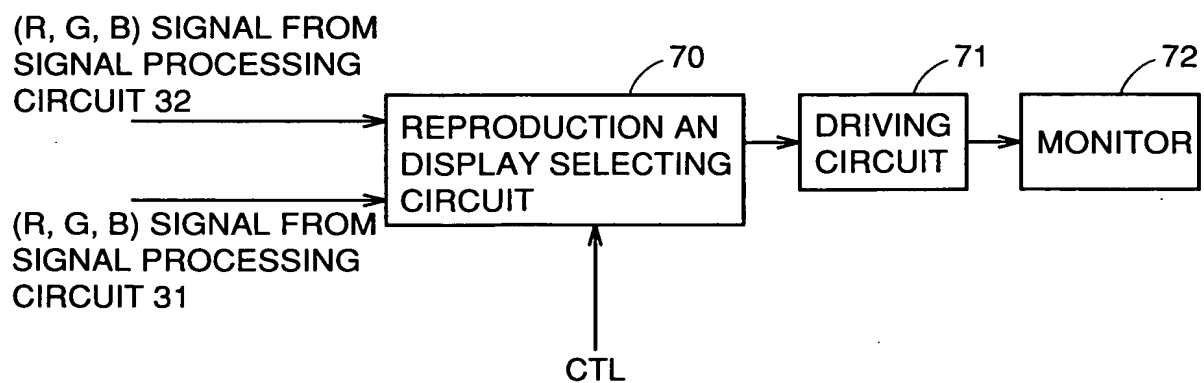 (R, G, B) SIGNAL FROM
SIGNAL PROCESSING
CIRCUIT 32
70
71
72
REPRODUCTION AN
DISPLAY SELECTING
CIRCUIT
DRIVING
CIRCUIT
MONITOR
(R, G, B) SIGNAL FROM
SIGNAL PROCESSING
CIRCUIT 31
CTL